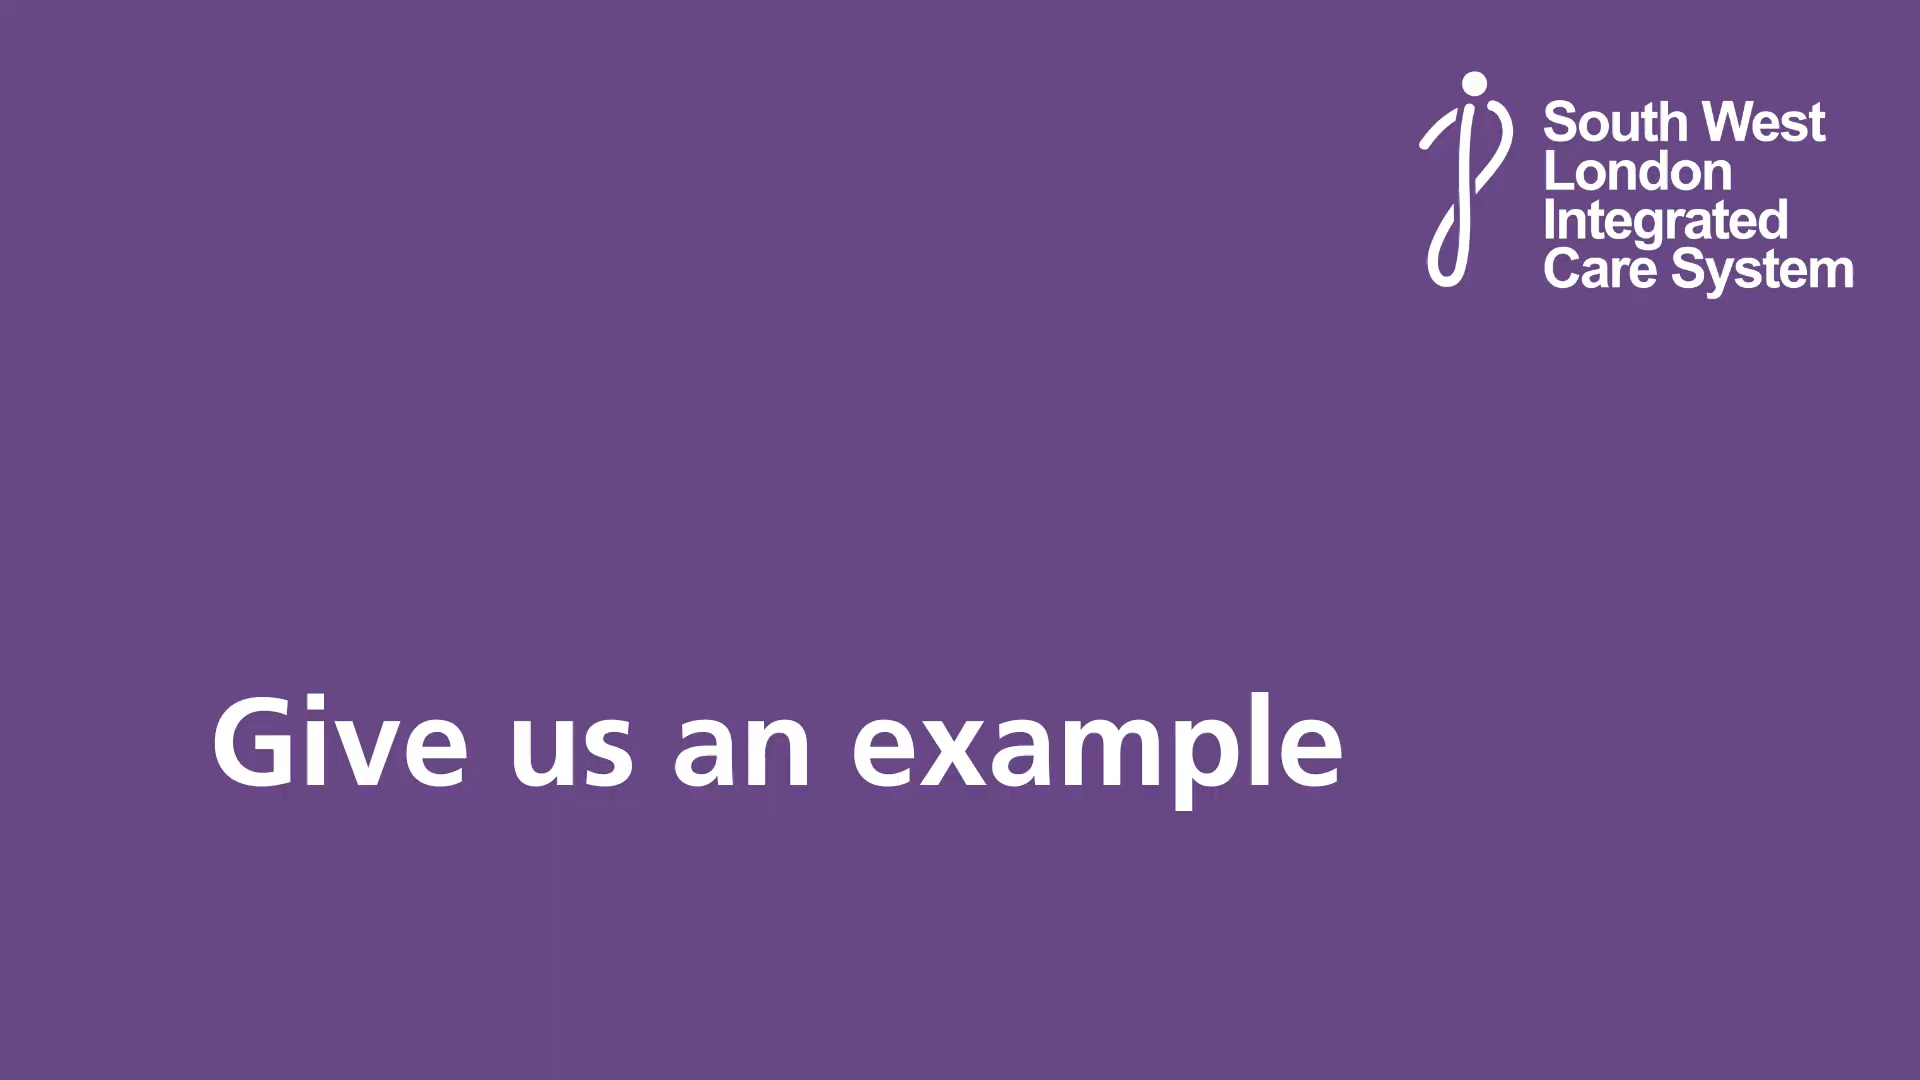 South West
London
Integrated
Care System
Give us an example